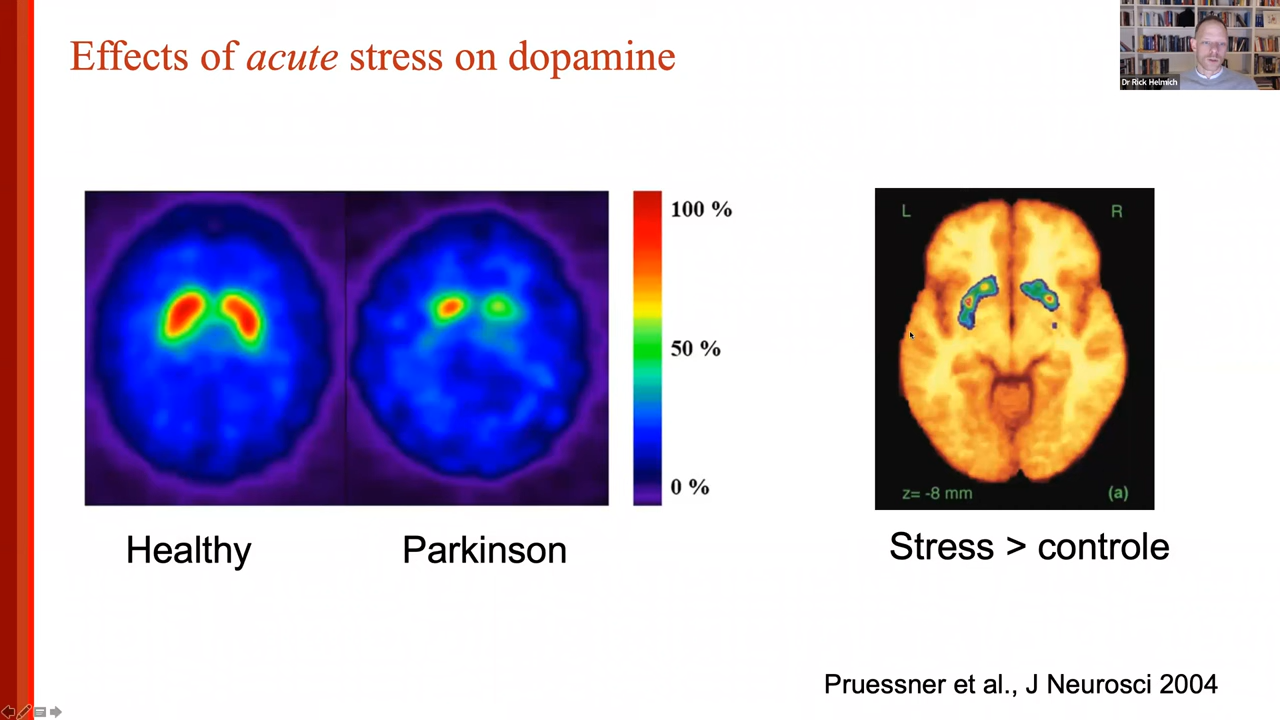 Effects of acute stress on dopamine
Dr Rick Helmich
100 %
50 %
0 %
L
R
z= -8 mm
(a)
Healthy
Parkinson
Stress > controle
Pruessner et al., J Neurosci 2004